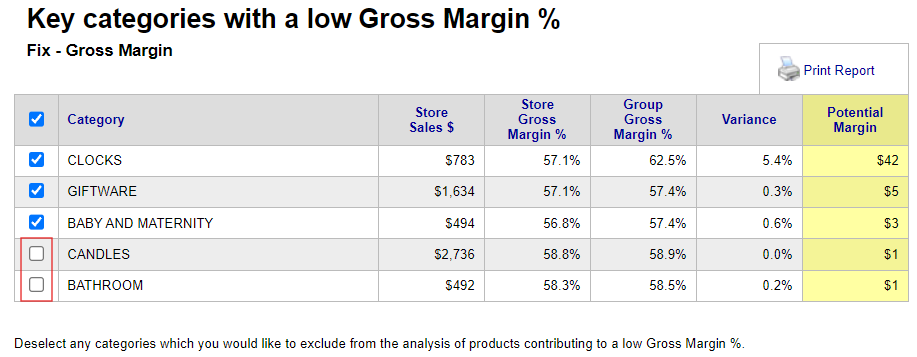 Key categories with a low Gross Margin %
Fix - Gross Margin
Print Report
Category Store Sales $ Store Gross Margin % Group Gross Margin % Variance Potential Margin
CLOCKS $783 57.1% 62.5% 5.4% $42
GIFTWARE $1,634 57.1% 57.4% 0.3% $5
BABY AND MATERNITY $494 56.8% 57.4% 0.6% $3
CANDLES $2,736 58.8% 58.9% 0.0% $1
BATHROOM $492 58.3% 58.5% 0.2% $1
Deselect any categories which you would like to exclude from the analysis of products contributing to a low Gross Margin %.